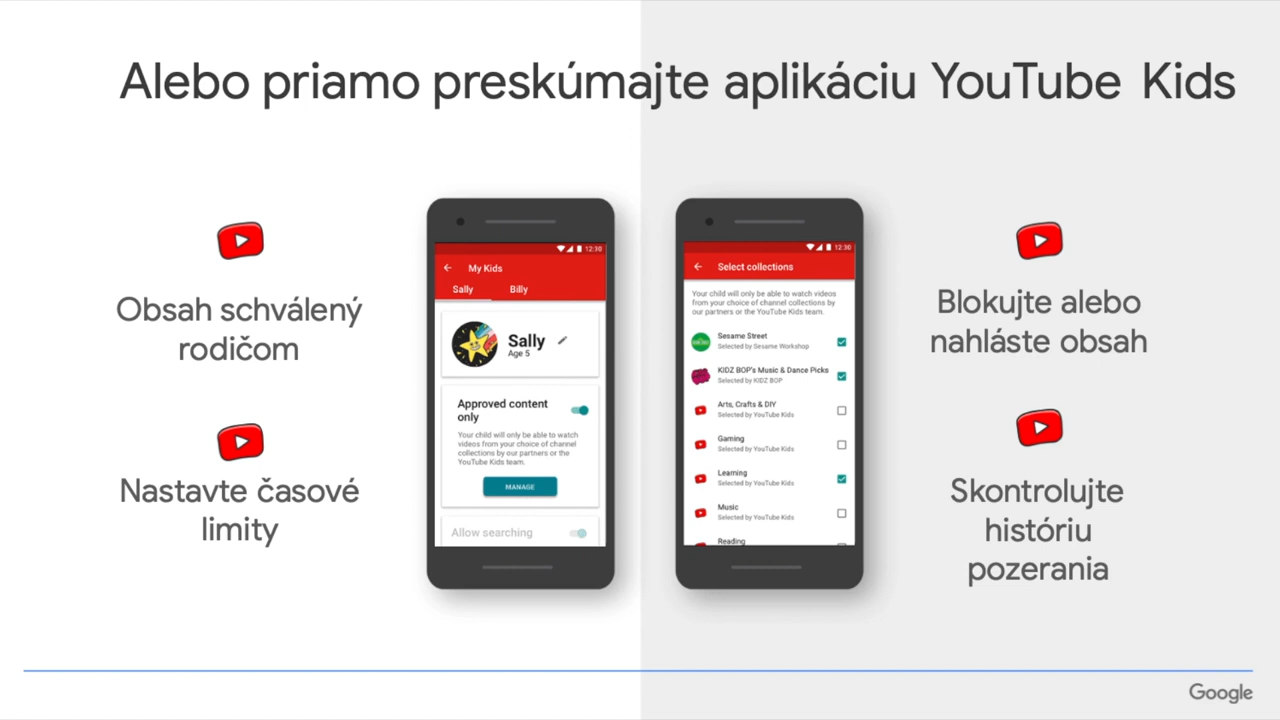 Alebo priamo preskúmajte aplikáciu YouTube Kids
Obsah schválený
rodičom
Nastavte časové
limity
12:30
My Kids
Sally Billy
Sally
Age 5
Approved content
only
Your child will only be able to watch
videos from your choice of channel
collections by our partners or the
YouTube Kids team.
MANAGE
Allow searching
12:30
Select collections
Your child will only be able to watch videos
from your choice of channel collections by
our partners or the YouTube Kids team.
Sesame Street
Selected by Sesame Workshop
KIDZ BOP's Music & Dance Picks
Selected by KIDZ BOP
Arts, Crafts & DIY
Selected by YouTube Kids
Gaming
Selected by YouTube Kids
Learning
Selected by YouTube Kids
Music
Selected by YouTube Kids
Reading
Blokujte alebo
nahláste obsah
Skontrolujte
históriu
pozerania
Google